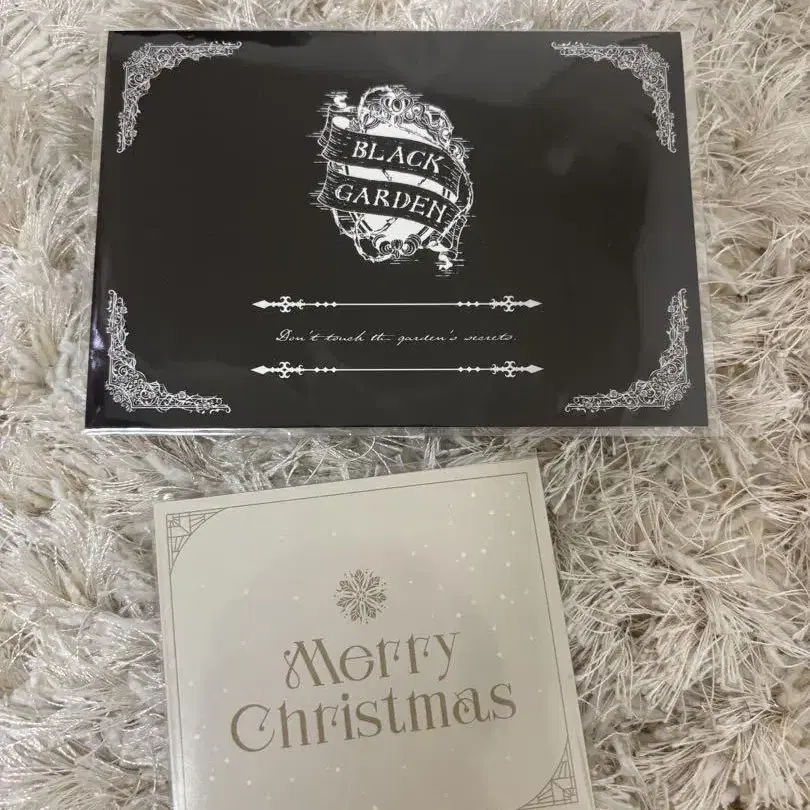 BLACK
GARDEN
Don't touch the garden's secrets.
Merry
Christmas